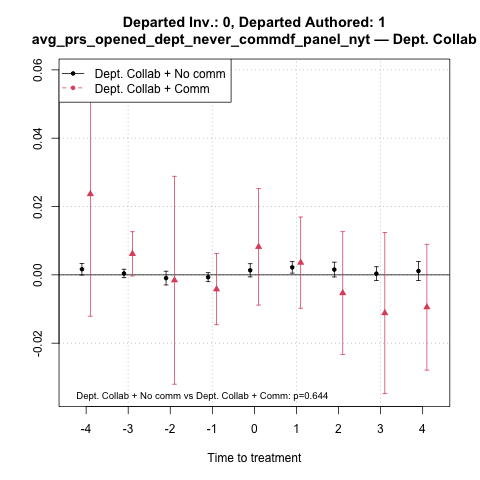 Departed Inv.: 0, Departed Authored: 1
avg_prs_opened_dept_never_commdf_panel_nyt — Dept. Collab
0.06
0.04
0.02
0.00
-0.02
Dept. Collab + No comm
Dept. Collab + Comm
Dept. Collab + No comm vs Dept. Collab + Comm: p=0.644
-4 -3 -2 -1 0 1 2 3 4
Time to treatment